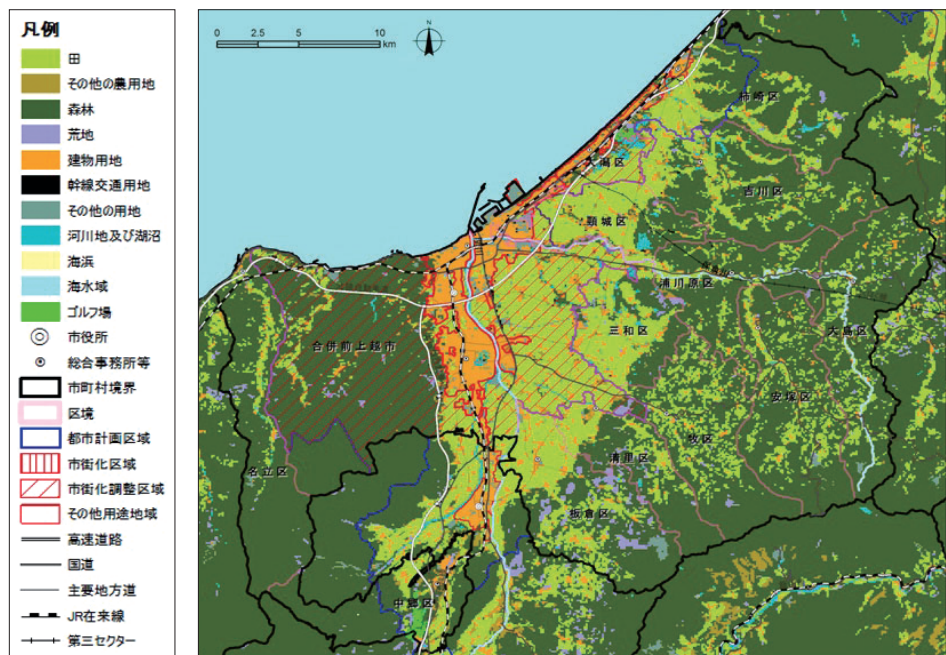 凡例
田
その他の農用地
森林
荒地
建物用地
幹線交通用地
その他の用地
河川地及び湖沼
海浜
海水域
ゴルフ場
市役所
総合事務所等
市町村境界
区境
都市計画区域
市街化区域
市街化調整区域
その他用途地域
高速道路
国道
主要地方道
JR在来線
第三セクター
0 2.5 5 10
km
N
柿崎区
大潟区
吉川区
頸城区
浦川原区
大島区
三和区
合併前上越市
安塚区
牧区
清里区
名立区
板倉区
中郷区